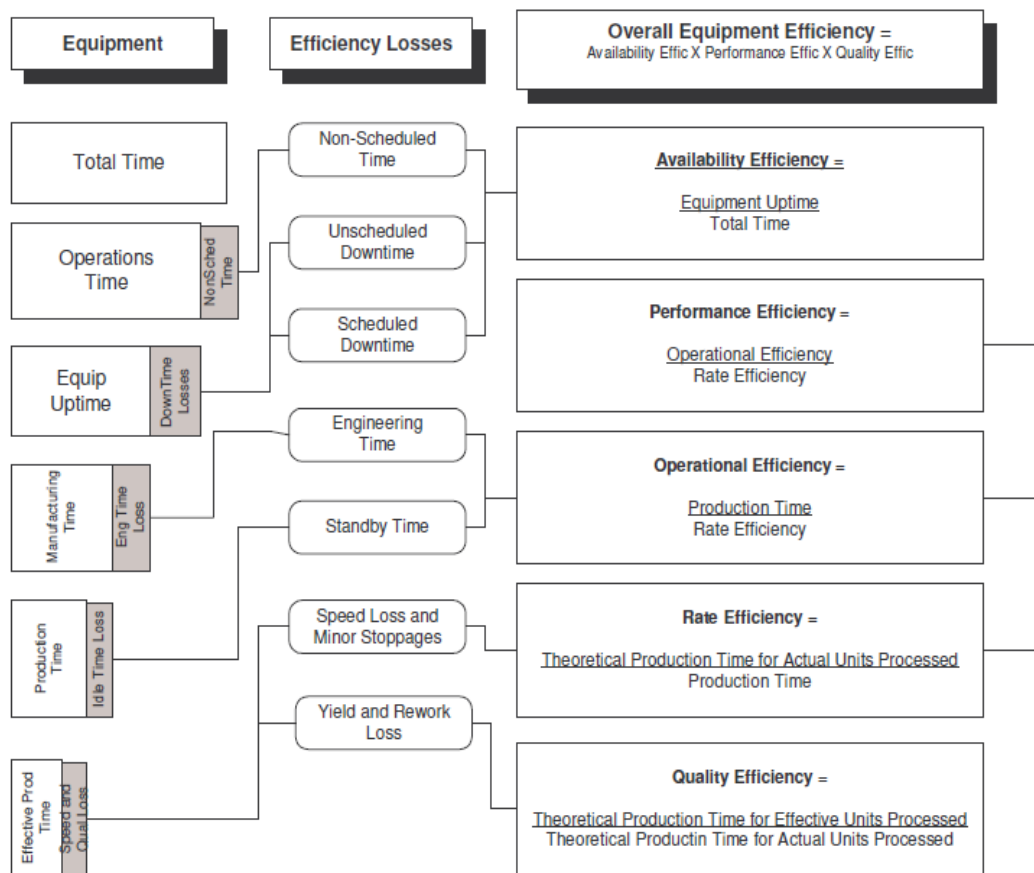 Equipment
Efficiency Losses
Overall Equipment Efficiency =
Availability Effic X Performance Effic X Quality Effic
Total Time
Operations
Time
NonSched
Time
Equip
Uptime
DownTime
Losses
Manufacturing
Time
Eng Time
Loss
Production
Time
Idle Time Loss
Effective Prod
Time
Speed and
Qual Loss
Non-Scheduled
Time
Unscheduled
Downtime
Scheduled
Downtime
Engineering
Time
Standby Time
Speed Loss and
Minor Stoppages
Yield and Rework
Loss
Availability Efficiency =
Equipment Uptime
Total Time
Performance Efficiency =
Operational Efficiency
Rate Efficiency
Operational Efficiency =
Production Time
Rate Efficiency
Rate Efficiency =
Theoretical Production Time for Actual Units Processed
Production Time
Quality Efficiency =
Theoretical Production Time for Effective Units Processed
Theoretical Productin Time for Actual Units Processed